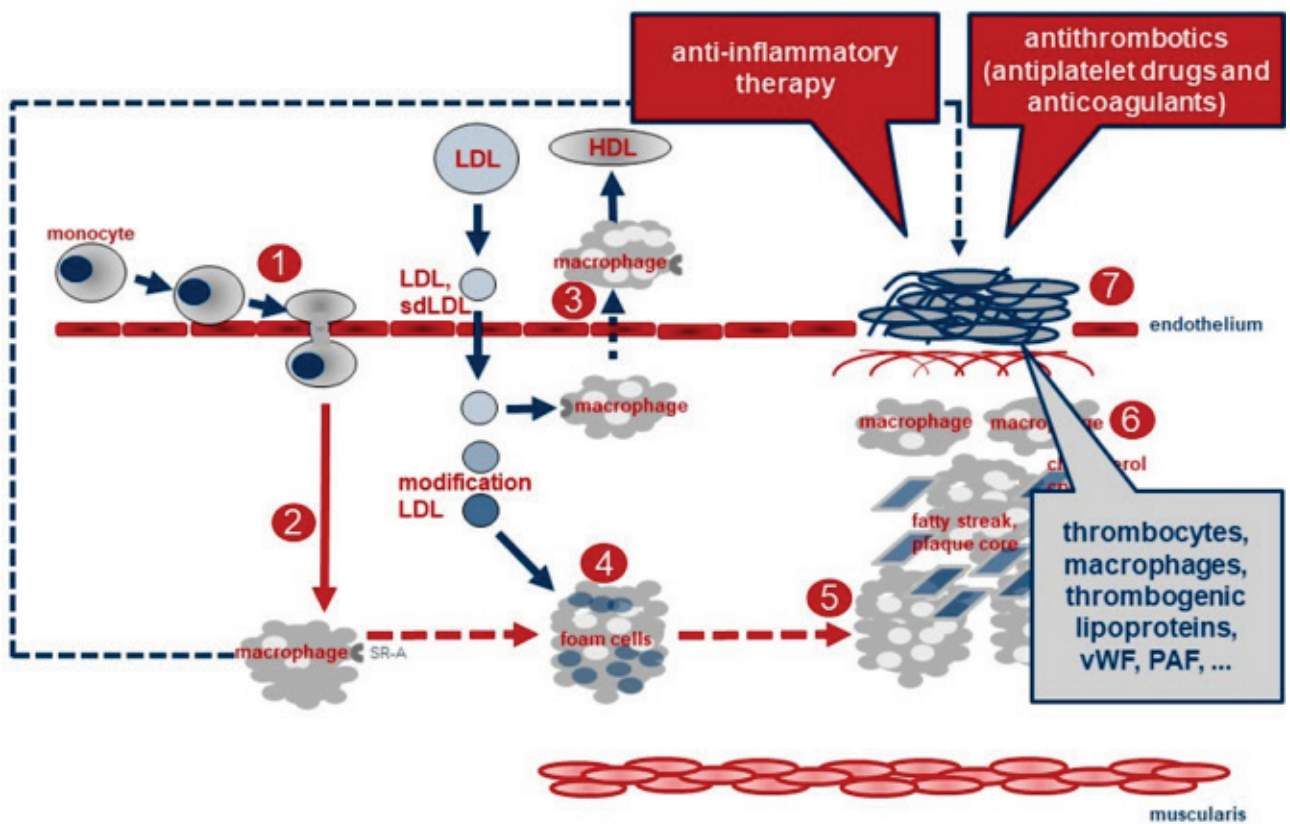 anti-inflammatory
therapy
antithrombotics
(antiplatelet drugs and
anticoagulants)
LDL
HDL
monocyte
1
macrophage
LDL,
sdLDL
3
7
endothelium
macrophage
macrophage
macrophage
6
modification
LDL
2
fatty streak,
plaque core
4
5
thrombocytes,
macrophages,
thrombogenic
lipoproteins,
vWF, PAF, ...
foam cells
macrophage
SR-A
muscularis